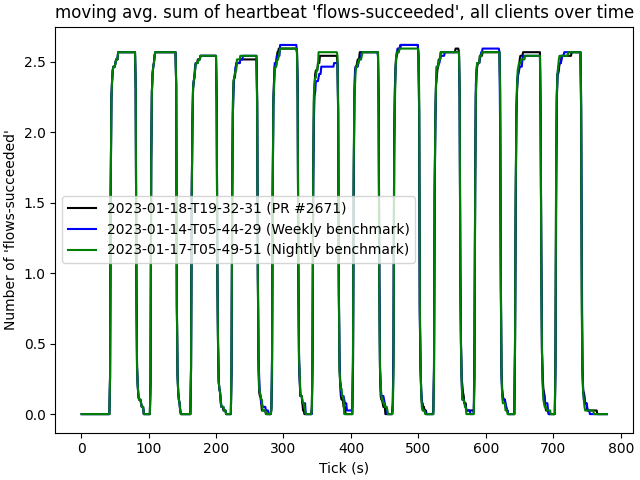 moving avg. sum of heartbeat 'flows-succeeded', all clients over time
Number of 'flows-succeeded'
2.5
2.0
1.5
1.0
0.5
0.0
2023-01-18-T19-32-31 (PR #2671)
2023-01-14-T05-44-29 (Weekly benchmark)
2023-01-17-T05-49-51 (Nightly benchmark)
0 100 200 300 400 500 600 700 800
Tick (s)